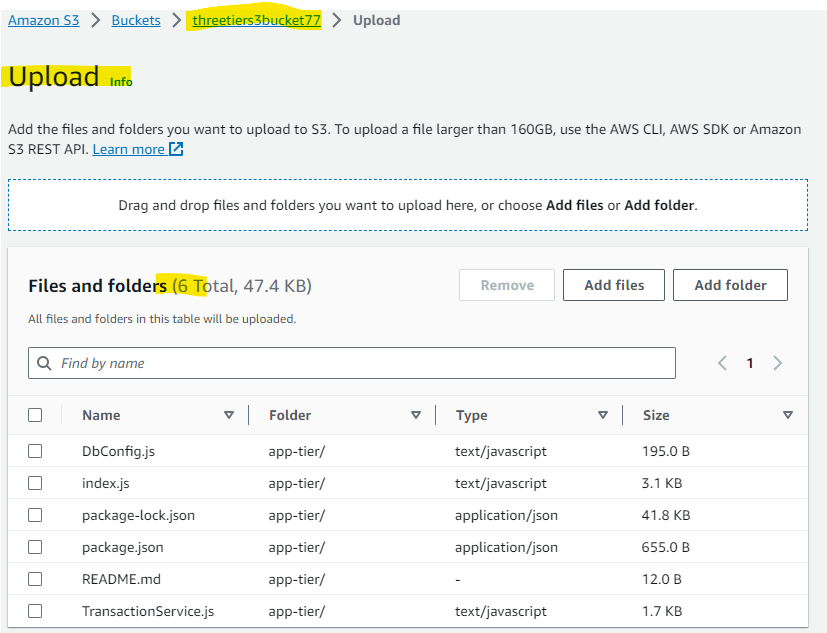 Amazon S3 > Buckets > threetiers3bucket77 > Upload
Upload Info
Add the files and folders you want to upload to S3. To upload a file larger than 160GB, use the AWS CLI, AWS SDK or Amazon
S3 REST API. Learn more
Drag and drop files and folders you want to upload here, or choose Add files or Add folder.
Files and folders (6 Total, 47.4 KB)
Remove Add files Add folder
All files and folders in this table will be uploaded.
Find by name
< 1 >
Name Folder Type Size
DbConfig.js app-tier/ text/javascript 195.0 B
index.js app-tier/ text/javascript 3.1 KB
package-lock.json app-tier/ application/json 41.8 KB
package.json app-tier/ application/json 655.0 B
README.md app-tier/ - 12.0 B
TransactionService.js app-tier/ text/javascript 1.7 KB